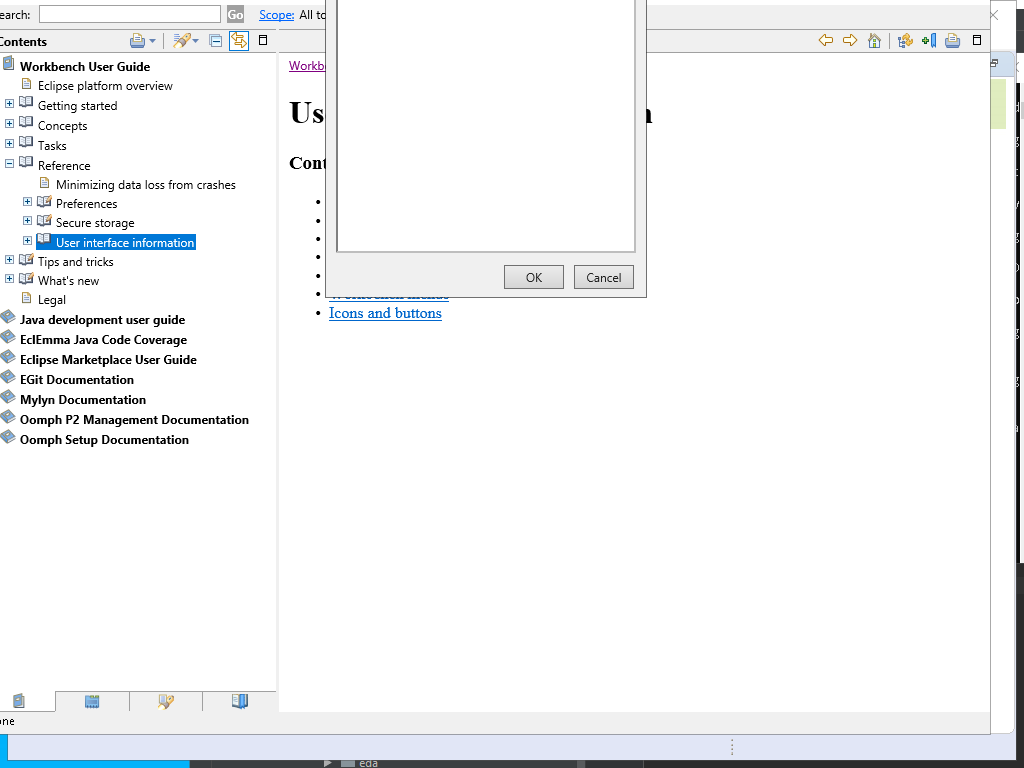 earch:
Go
Scope: All to
Contents
Workbench User Guide
Eclipse platform overview
Getting started
Concepts
Tasks
Reference
Minimizing data loss from crashes
Preferences
Secure storage
User interface information
Tips and tricks
What's new
Legal
Java development user guide
EclEmma Java Code Coverage
Eclipse Marketplace User Guide
EGit Documentation
Mylyn Documentation
Oomph P2 Management Documentation
Oomph Setup Documentation
Workb
Us
Cont
OK
Cancel
Workbench menus
Icons and buttons
one
eda